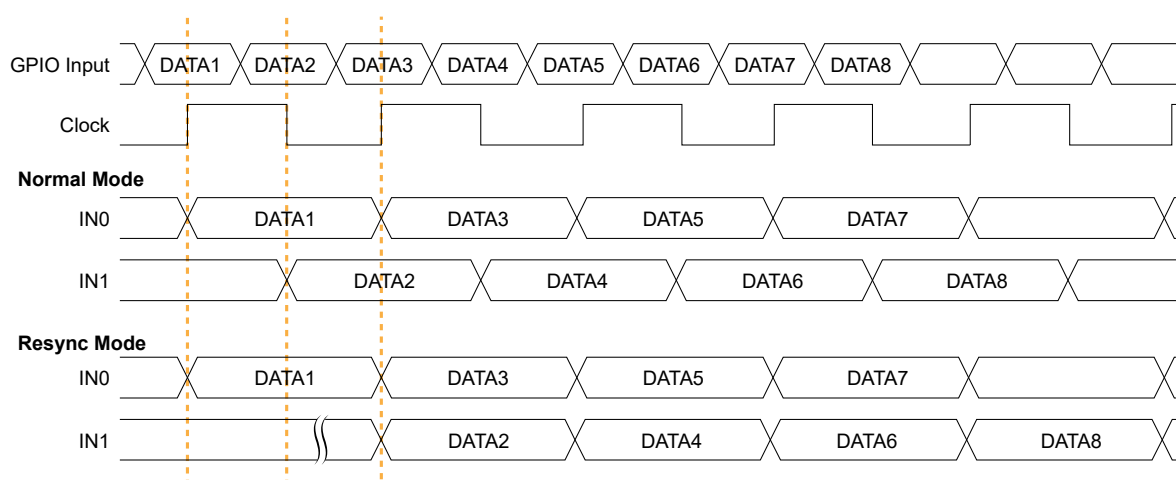 GPIO Input DATA1 DATA2 DATA3 DATA4 DATA5 DATA6 DATA7 DATA8
Clock
Normal Mode
IN0 DATA1 DATA3 DATA5 DATA7
IN1 DATA2 DATA4 DATA6 DATA8
Resync Mode
IN0 DATA1 DATA3 DATA5 DATA7
IN1 DATA2 DATA4 DATA6 DATA8